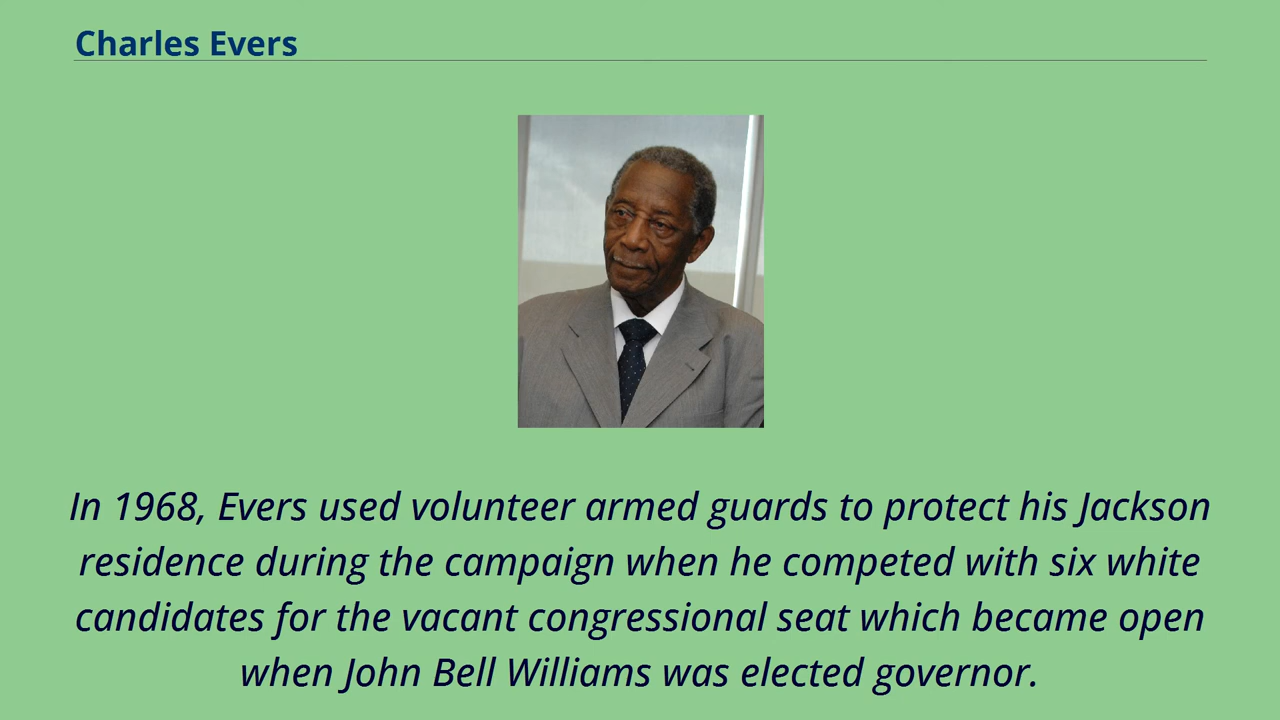 Charles Evers
In 1968, Evers used volunteer armed guards to protect his Jackson
residence during the campaign when he competed with six white
candidates for the vacant congressional seat which became open
when John Bell Williams was elected governor.